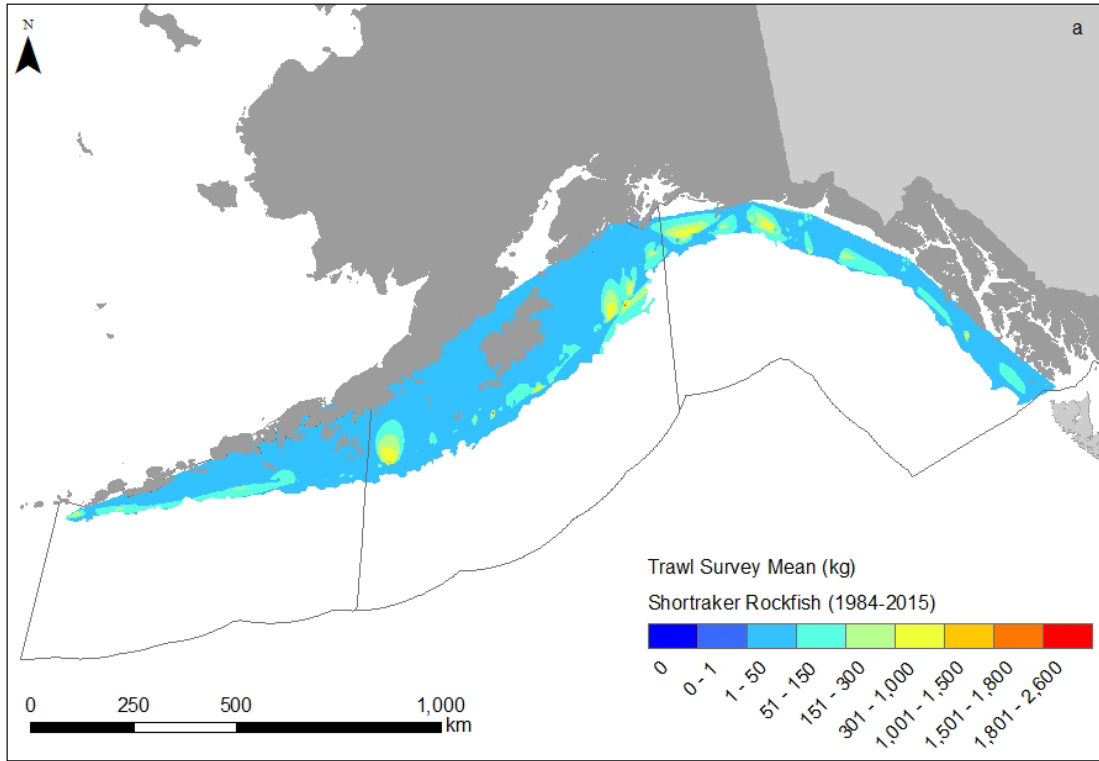 N
a
Trawl Survey Mean (kg)
Shortraker Rockfish (1984-2015)
0
0 - 1
1 - 50
51 - 150
151 - 300
301 - 1,000
1,001 - 1,500
1,501 - 1,800
1,801 - 2,600
0 250 500 1,000
km